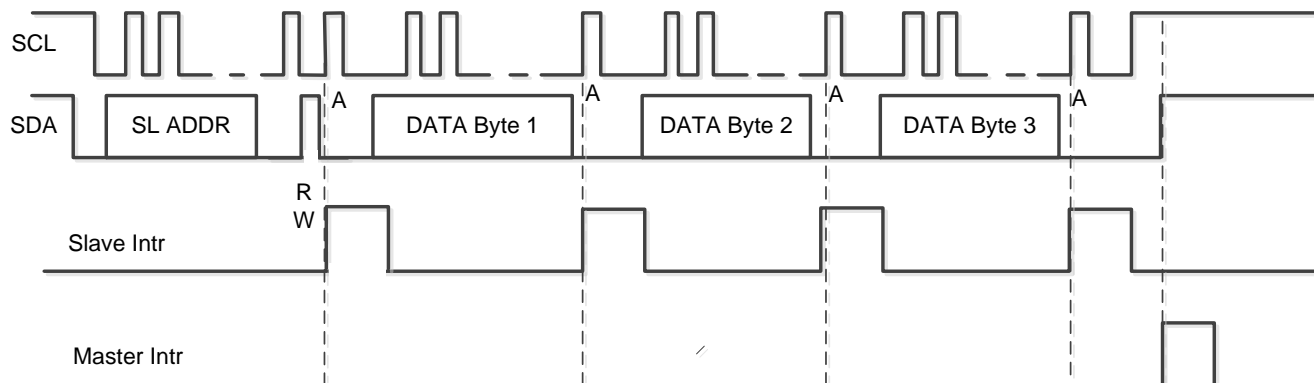 SCL
A
A
A
A
SDA
SL ADDR
DATA Byte 1
DATA Byte 2
DATA Byte 3
R
W
Slave Intr
Master Intr